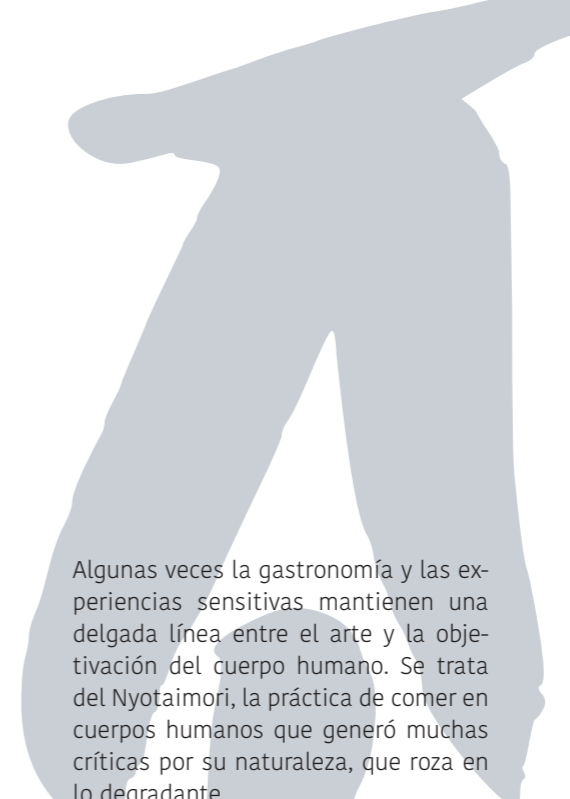 Algunas veces la gastronomía y las ex-
periencias sensitivas mantienen una
delgada línea entre el arte y la obje-
tivación del cuerpo humano. Se trata
del Nyotaimori, la práctica de comer en
cuerpos humanos que generó muchas
críticas por su naturaleza, que roza en
lo degradante